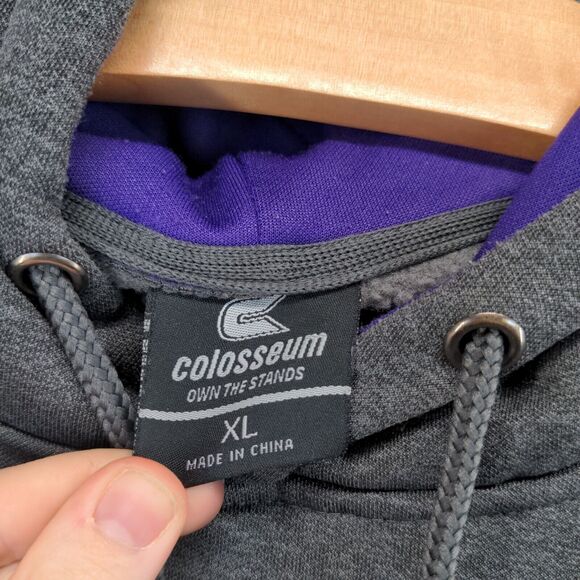 colosseum
OWN THE STANDS
XL
MADE IN CHINA